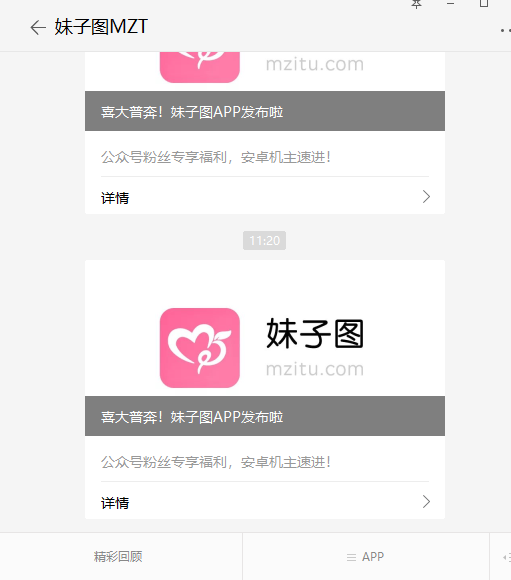 妹子图MZT
mzitu.com
喜大普奔！妹子图APP发布啦
公众号粉丝专享福利，安卓机主速进！
详情
11:20
妹子图
mzitu.com
喜大普奔！妹子图APP发布啦
公众号粉丝专享福利，安卓机主速进！
详情
精彩回顾
APP